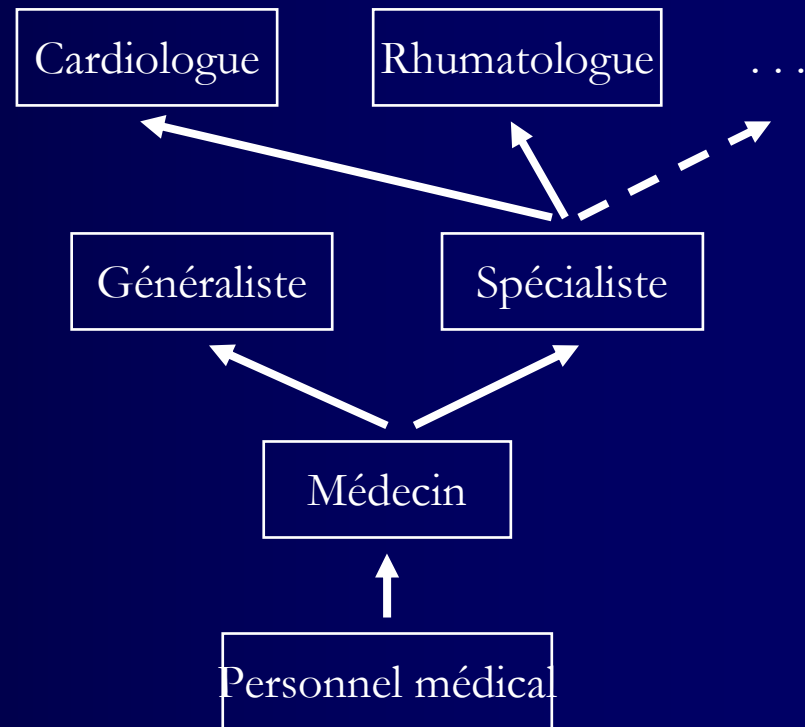 Cardiologue
Rhumatologue
. . .
Généraliste
Spécialiste
Médecin
Personnel médical